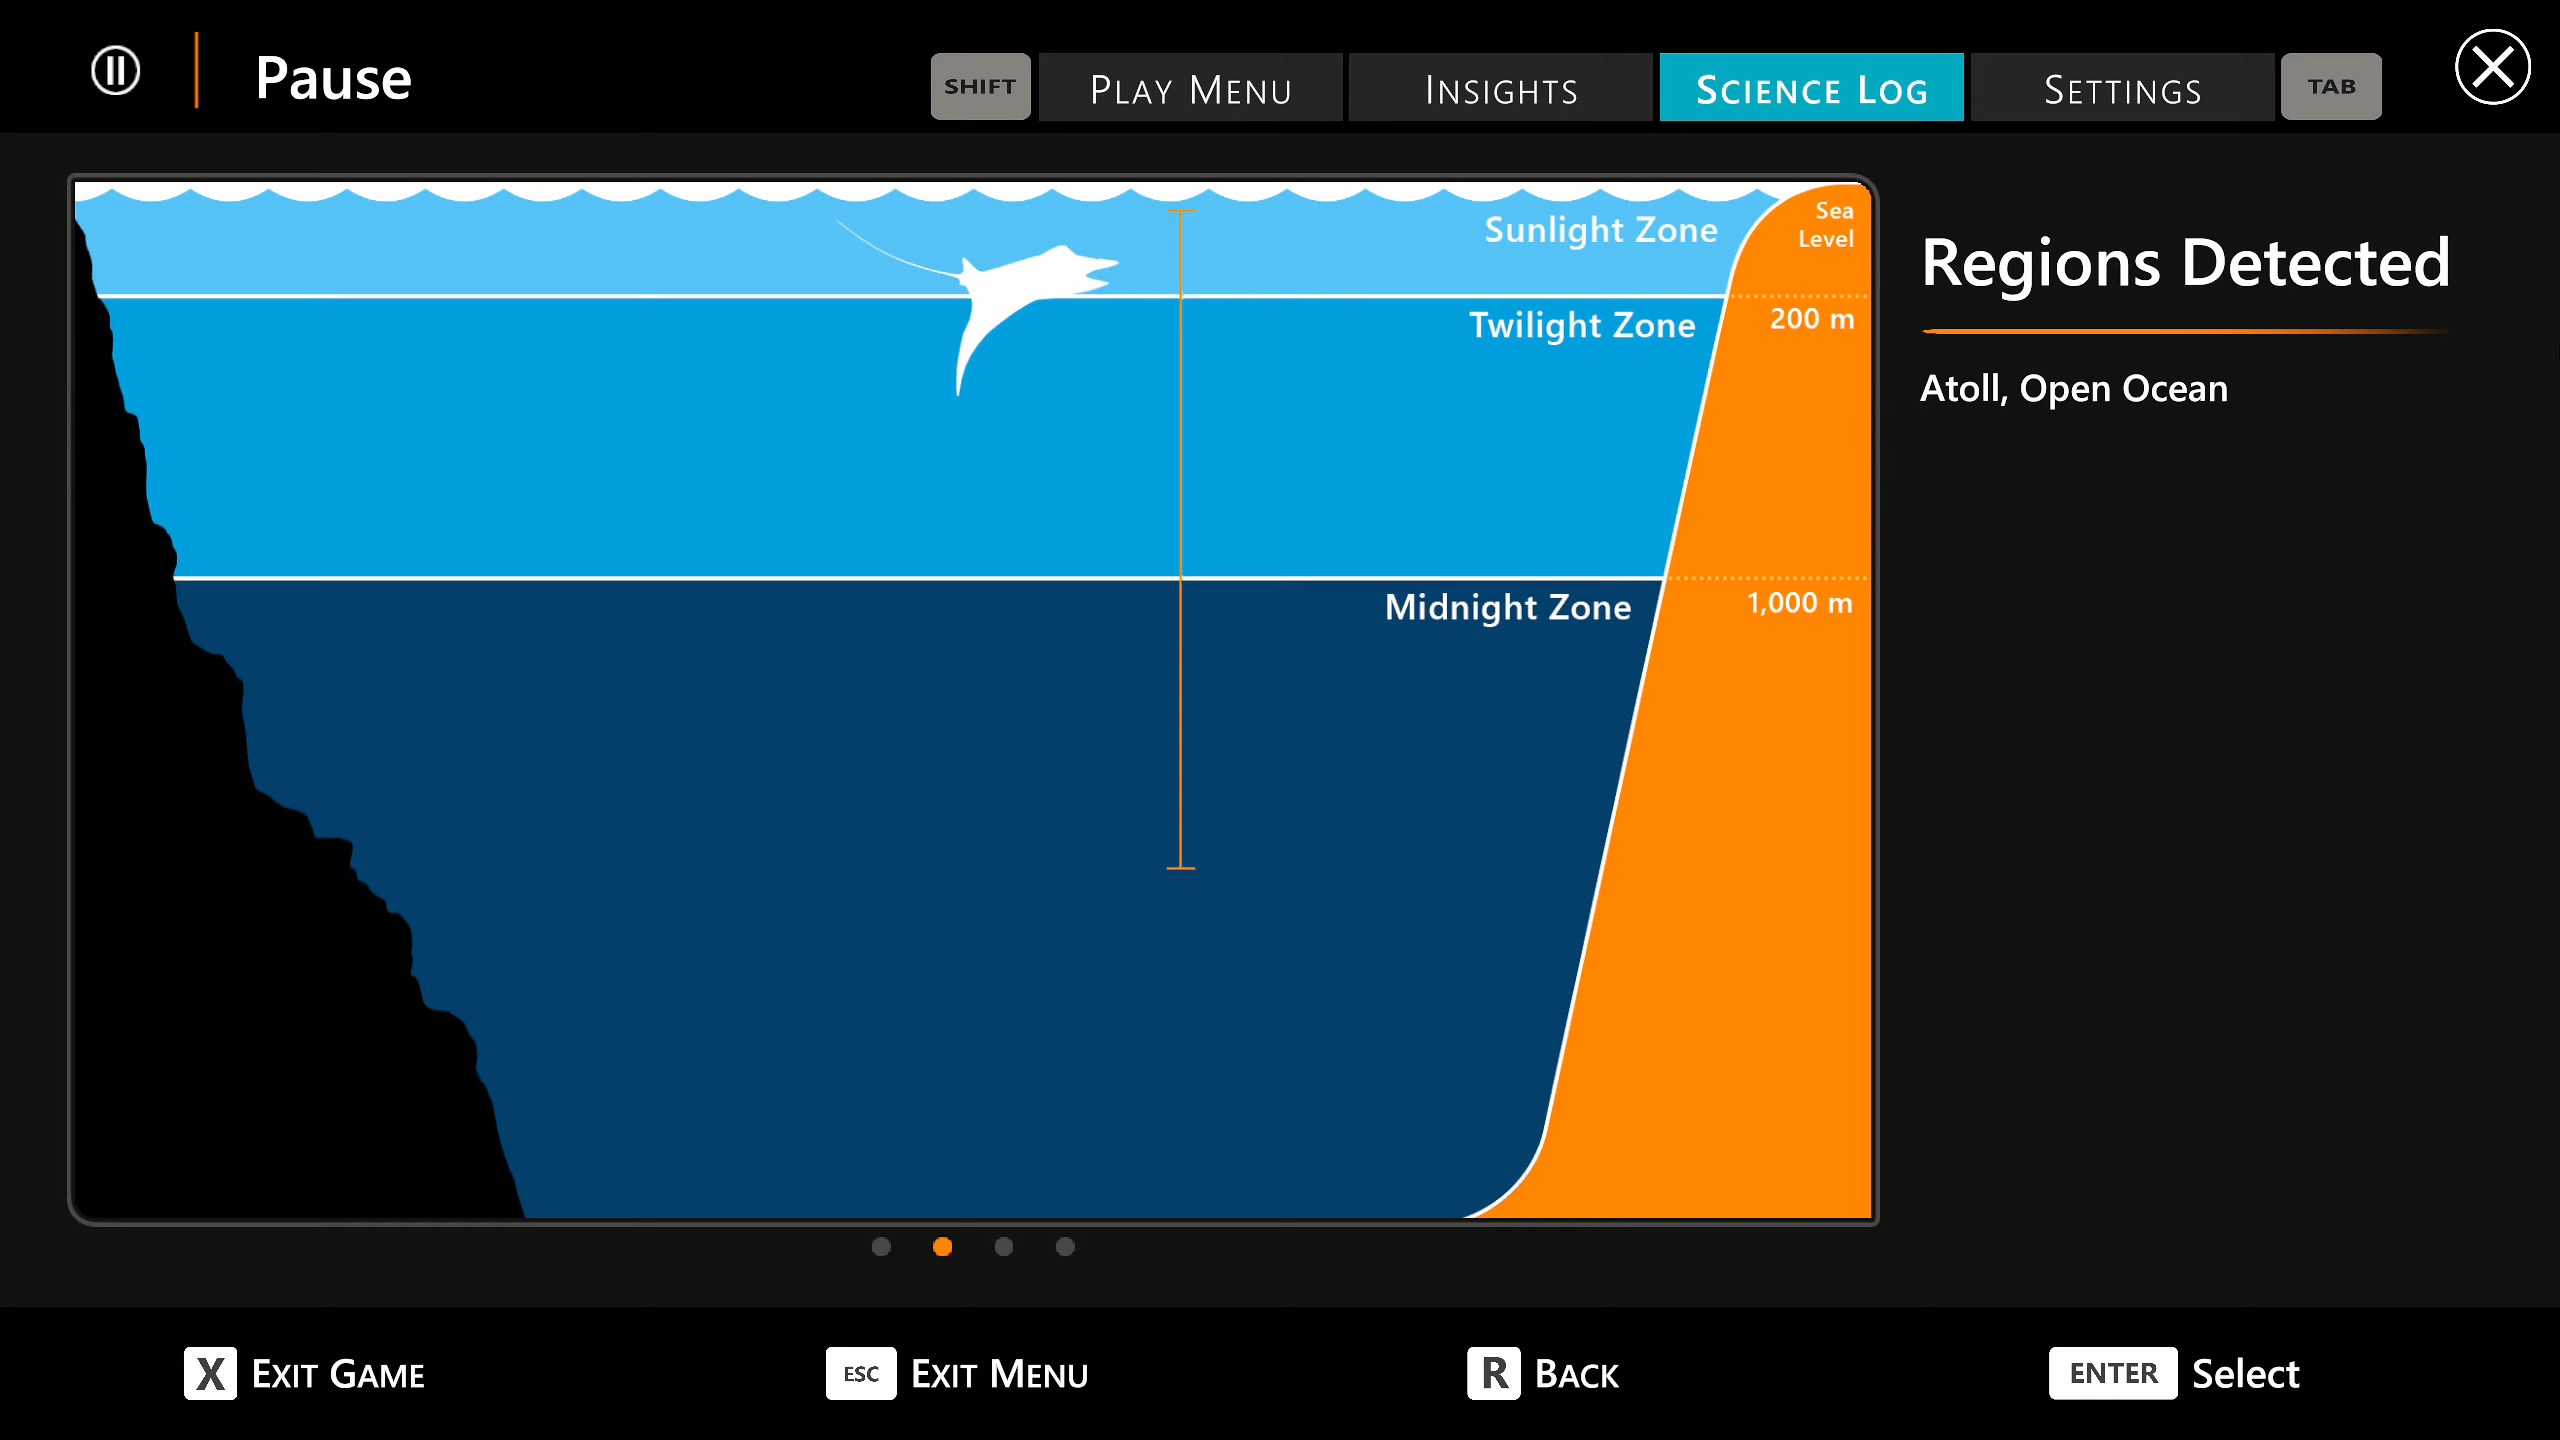 Pause
SHIFT
PLAY MENU
INSIGHTS
SCIENCE LOG
SETTINGS
TAB
Sunlight Zone
Sea
Level
Twilight Zone
200 m
Midnight Zone
1,000 m
Regions Detected
Atoll, Open Ocean
X EXIT GAME
ESC EXIT MENU
R BACK
ENTER Select